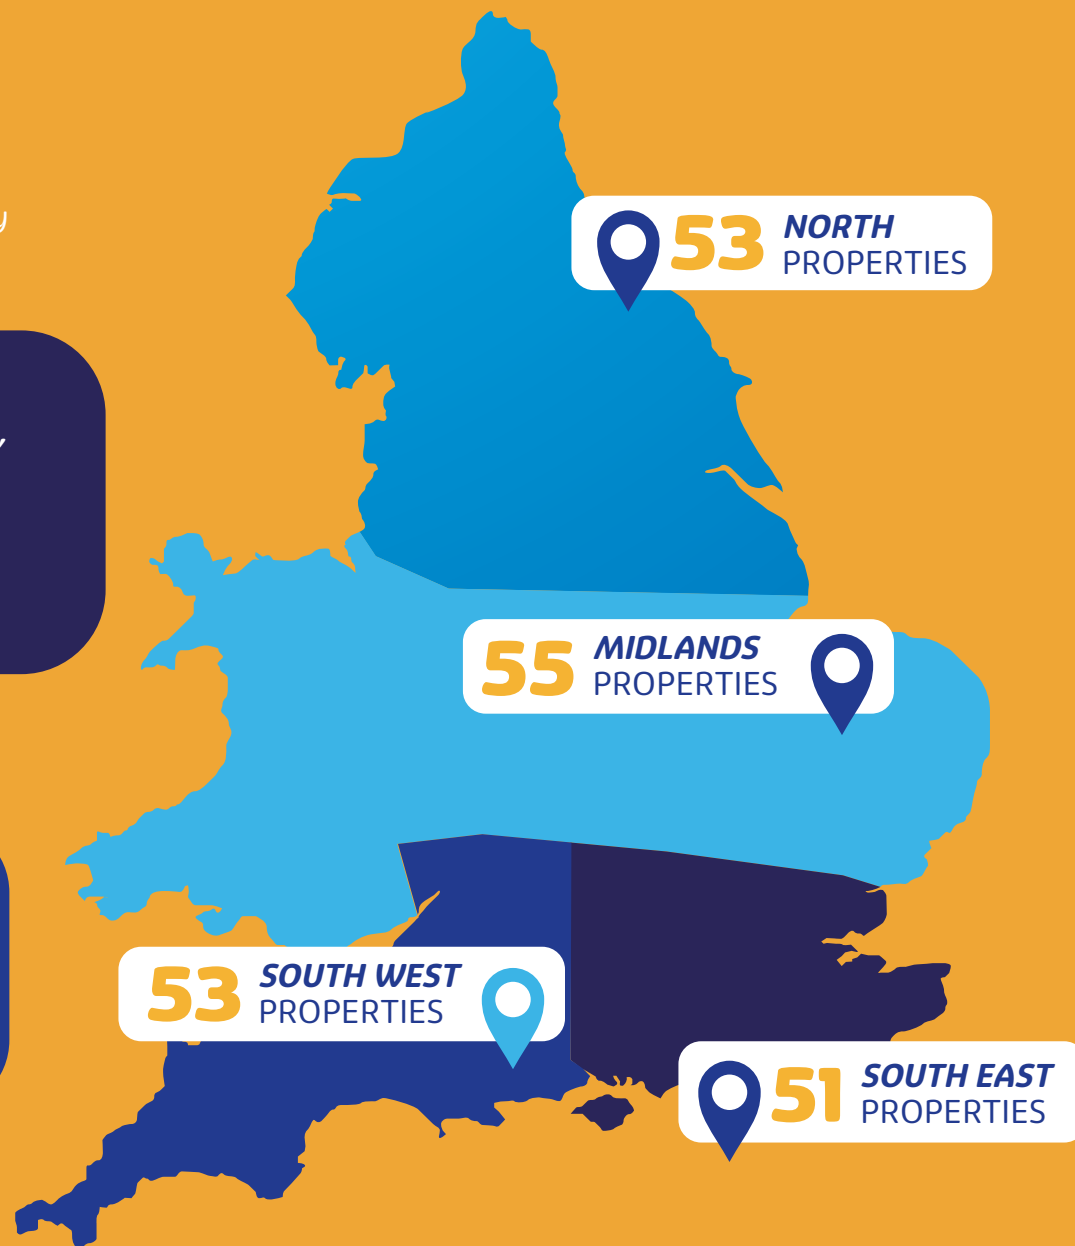 y
53 NORTH
PROPERTIES
55 MIDLANDS
PROPERTIES
53 SOUTH WEST
PROPERTIES
51 SOUTH EAST
PROPERTIES